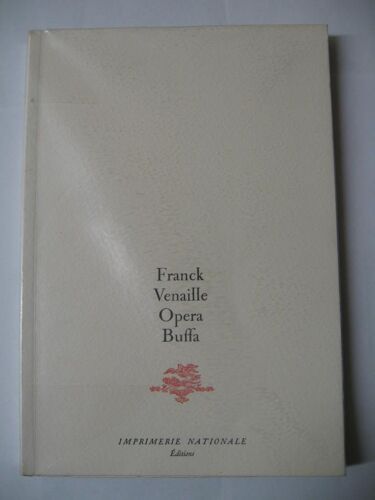 Franck
Venaille
Opera
Buffa
IMPRIMERIE NATIONALE
Éditions